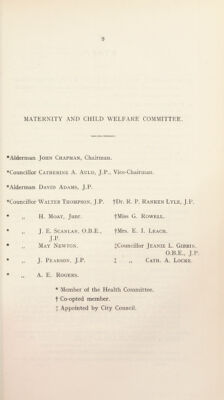 3
MATERNITY AND CHILD WELFARE COMMITTEE.
*Alderman JOHN CHAPMAN, Chairman.
*Councillor CATHERINE A. AULD, J.P., Vice-Chairman.
*Alderman DAVID ADAMS, J.P.
*Councillor WALTER THOMPSON, J.P. †Dr. R. P. RANKEN LYLE, J.P.
* „ H. MOAT, Junr. †Miss G. ROWELL.
* „ J. E. SCANLAN, O.B.E., J.P. †Mrs. E. I. LEACH.
* „ MAY NEWTON. ‡Councillor JEANIE L. GIBBIN, O.B.E., J.P.
* „ J. PEARSON, J.P. ‡ „ CATH. A. LOCKE.
* „ A. E. ROGERS.
* Member of the Health Committee.
† Co-opted member.
‡ Appointed by City Council.